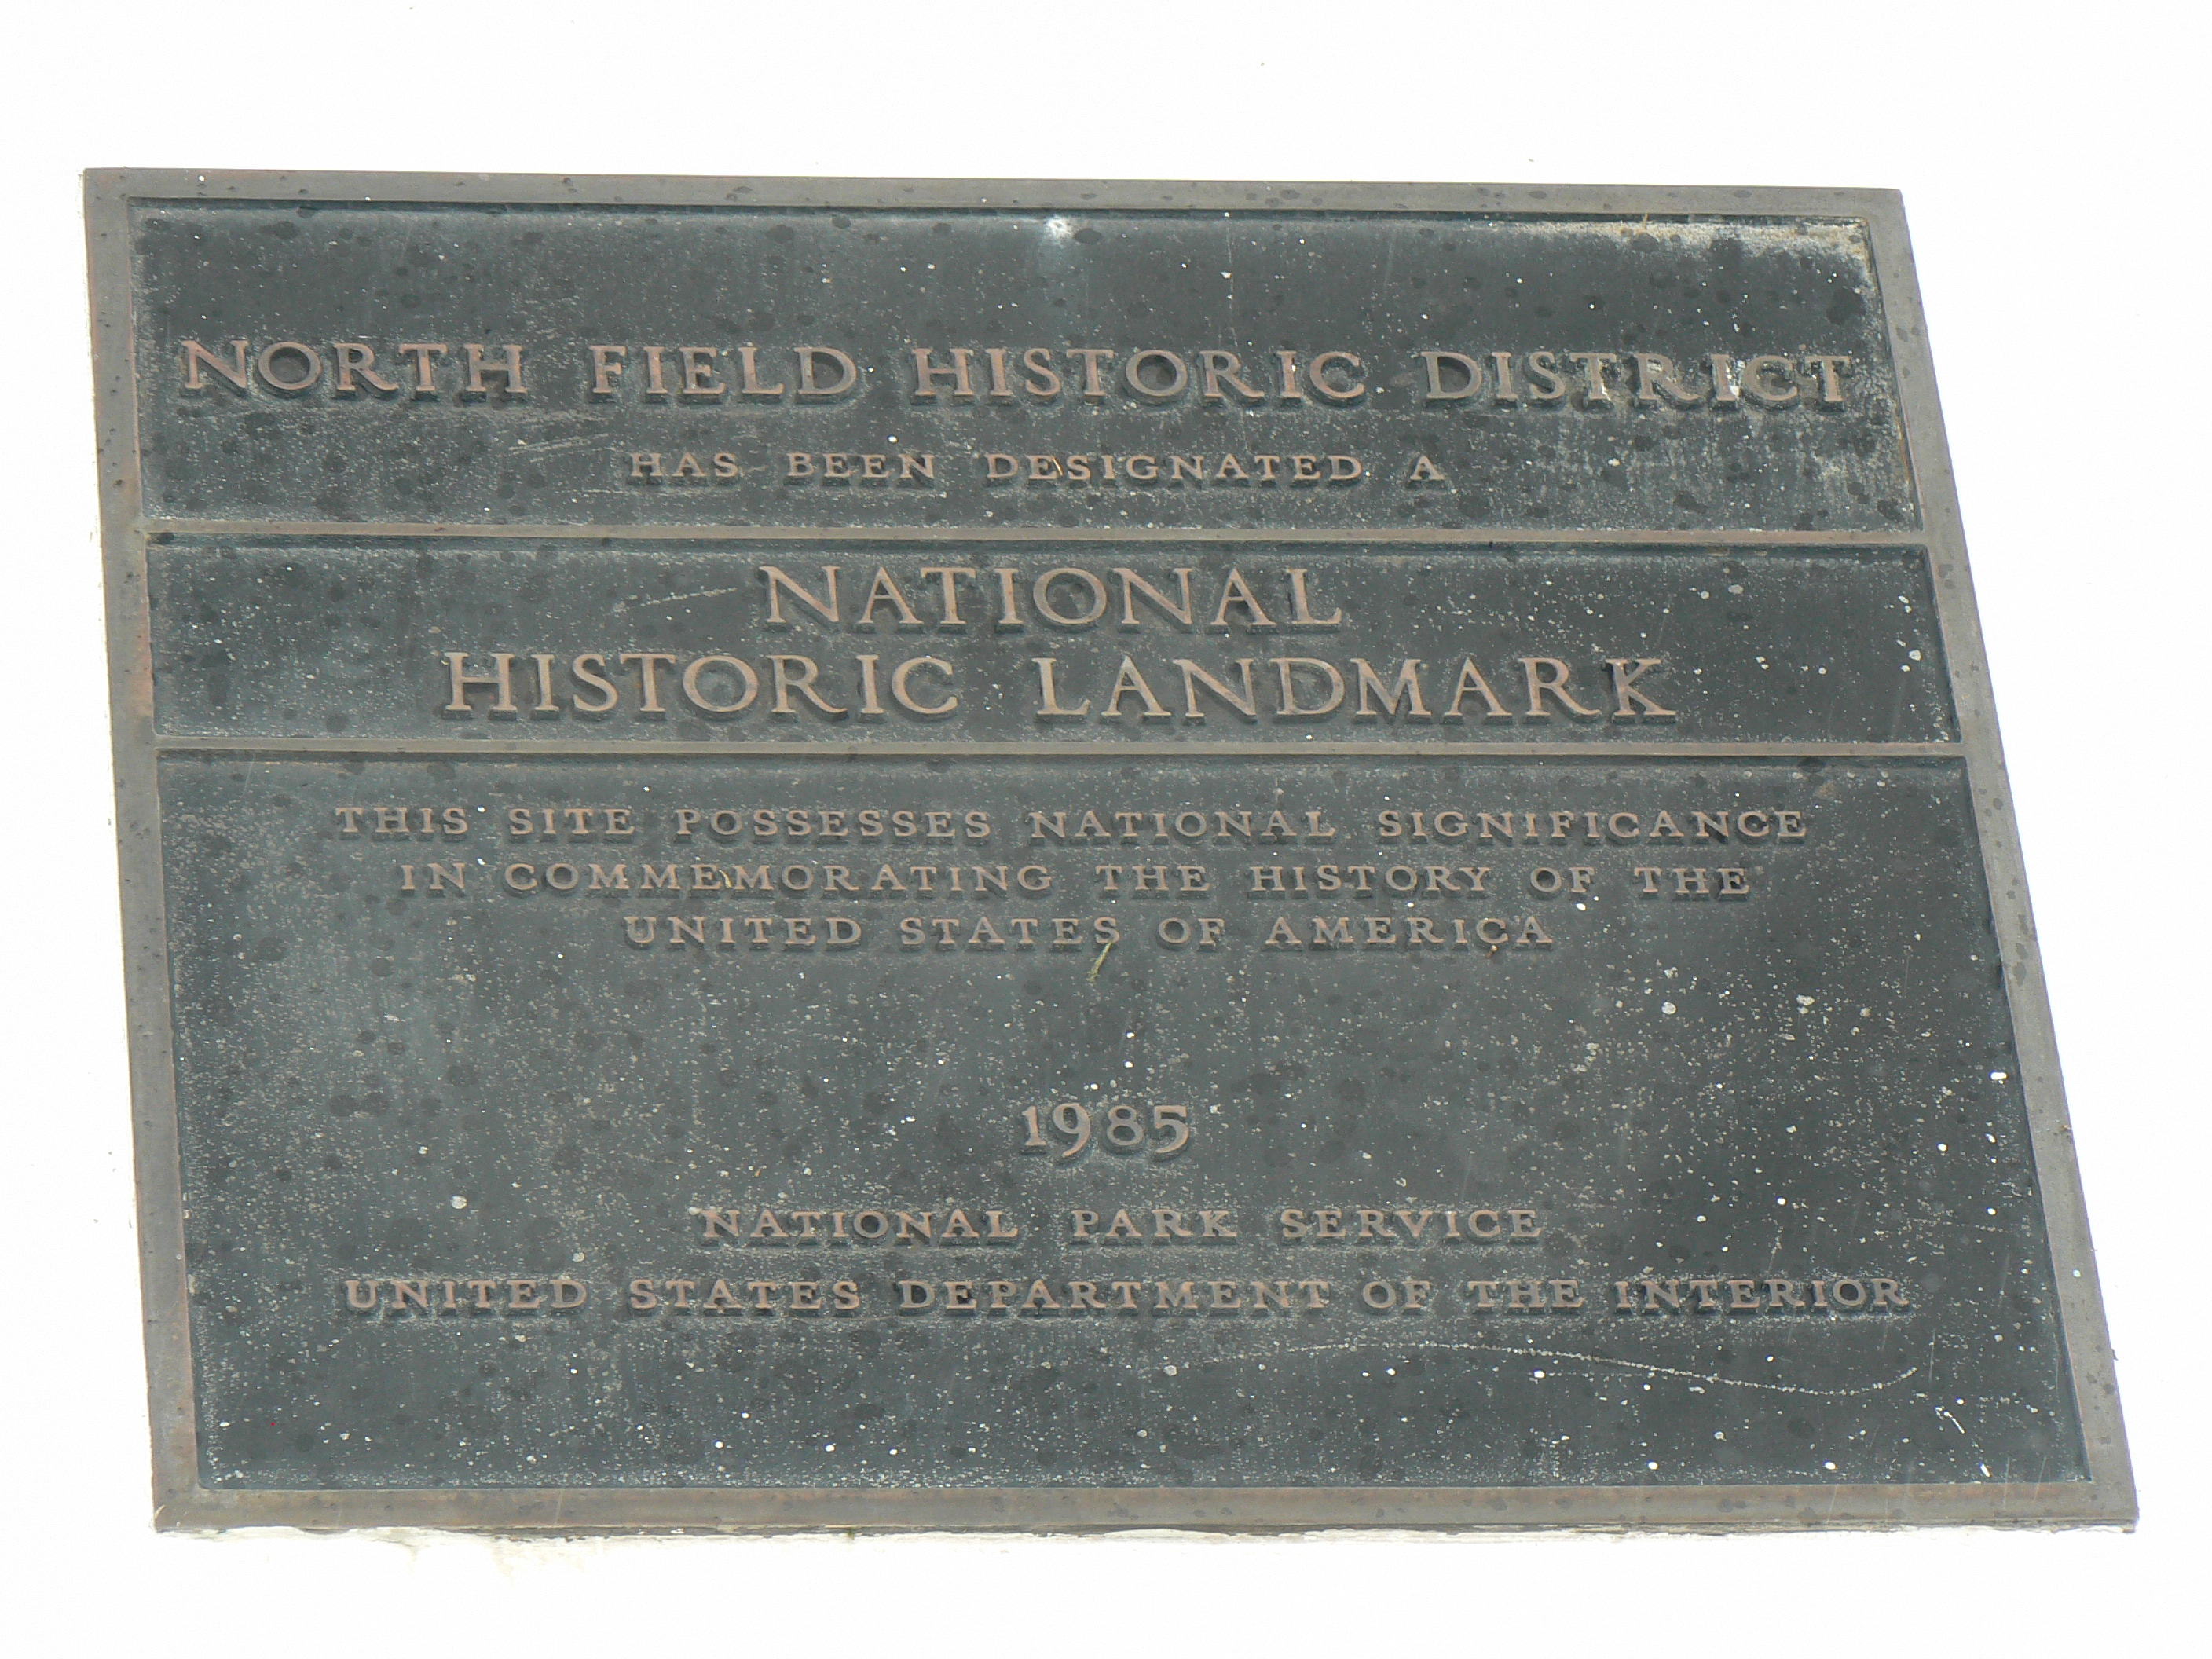 NORTH FIELD HISTORIC DISTRICT
HAS BEEN DESIGNATED A
NATIONAL
HISTORIC LANDMARK
THIS SITE POSSESSES NATIONAL SIGNIFICANCE
IN COMMEMORATING THE HISTORY OF THE
UNITED STATES OF AMERICA
1985
NATIONAL PARK SERVICE
UNITED STATES DEPARTMENT OF THE INTERIOR